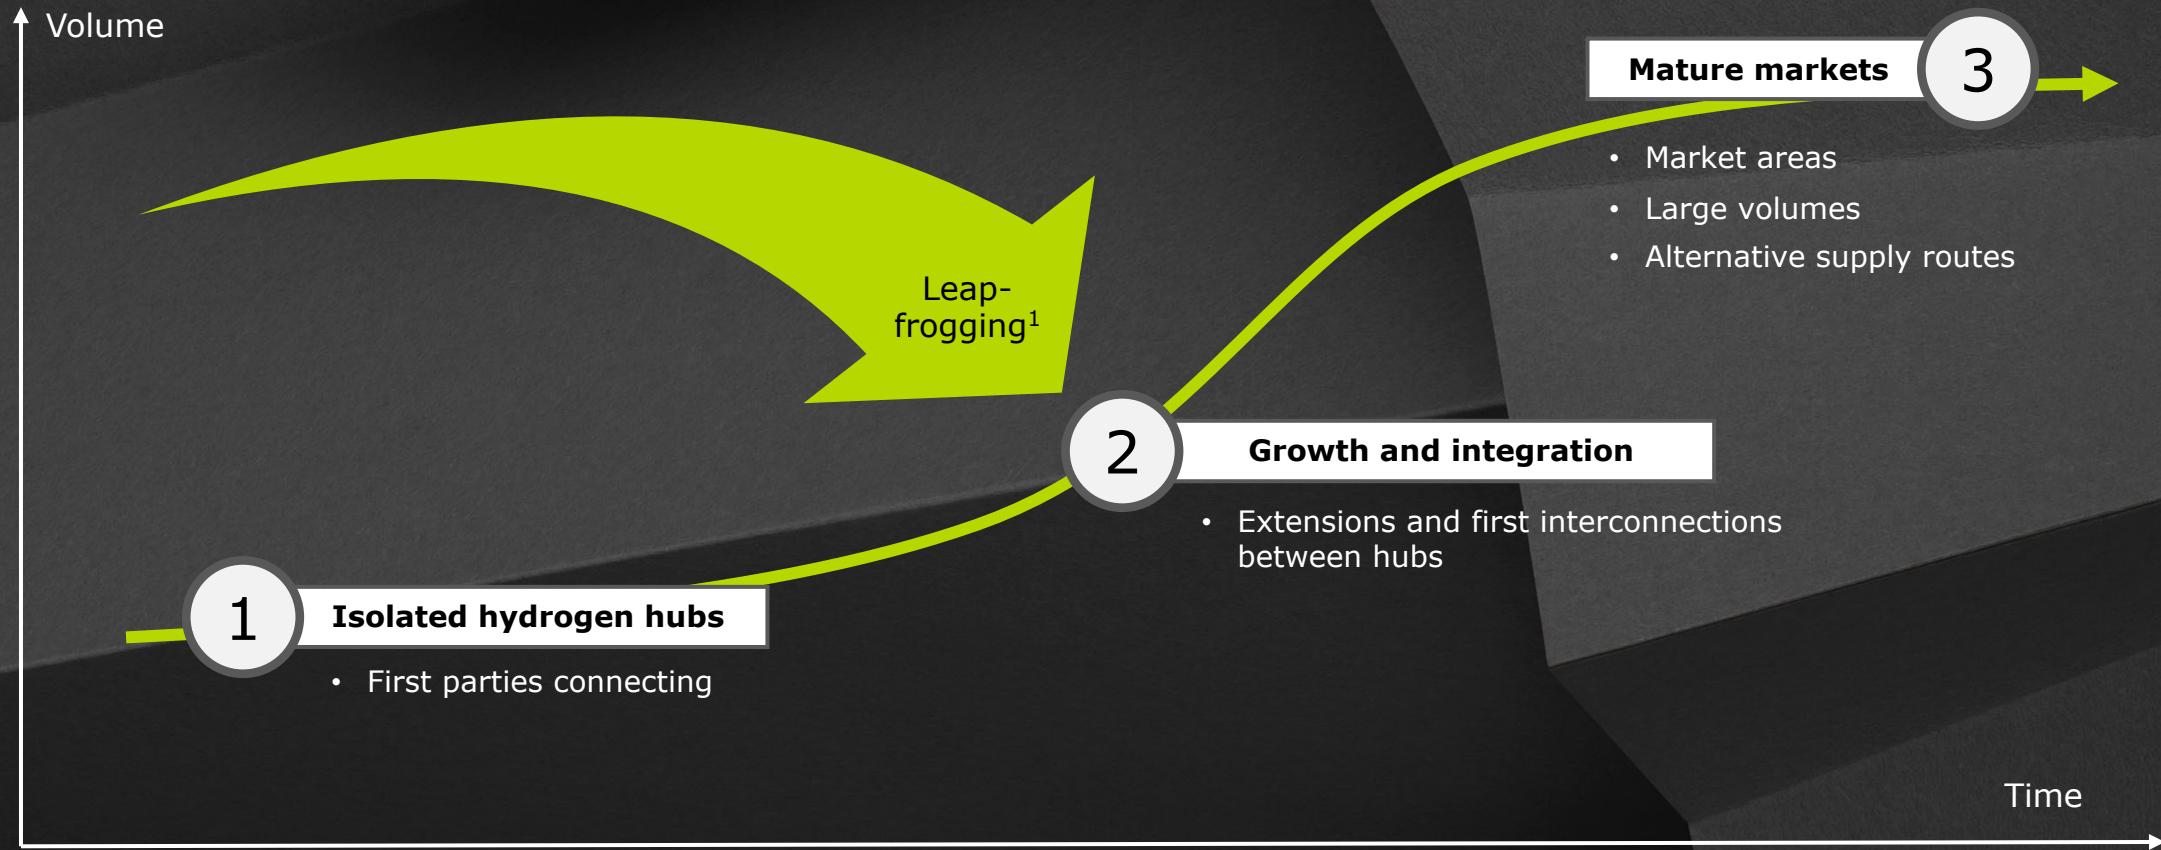 Volume
Mature markets
3
• Market areas
• Large volumes
• Alternative supply routes
Leap-
frogging¹
2
Growth and integration
• Extensions and first interconnections
between hubs
1
Isolated hydrogen hubs
• First parties connecting
Time